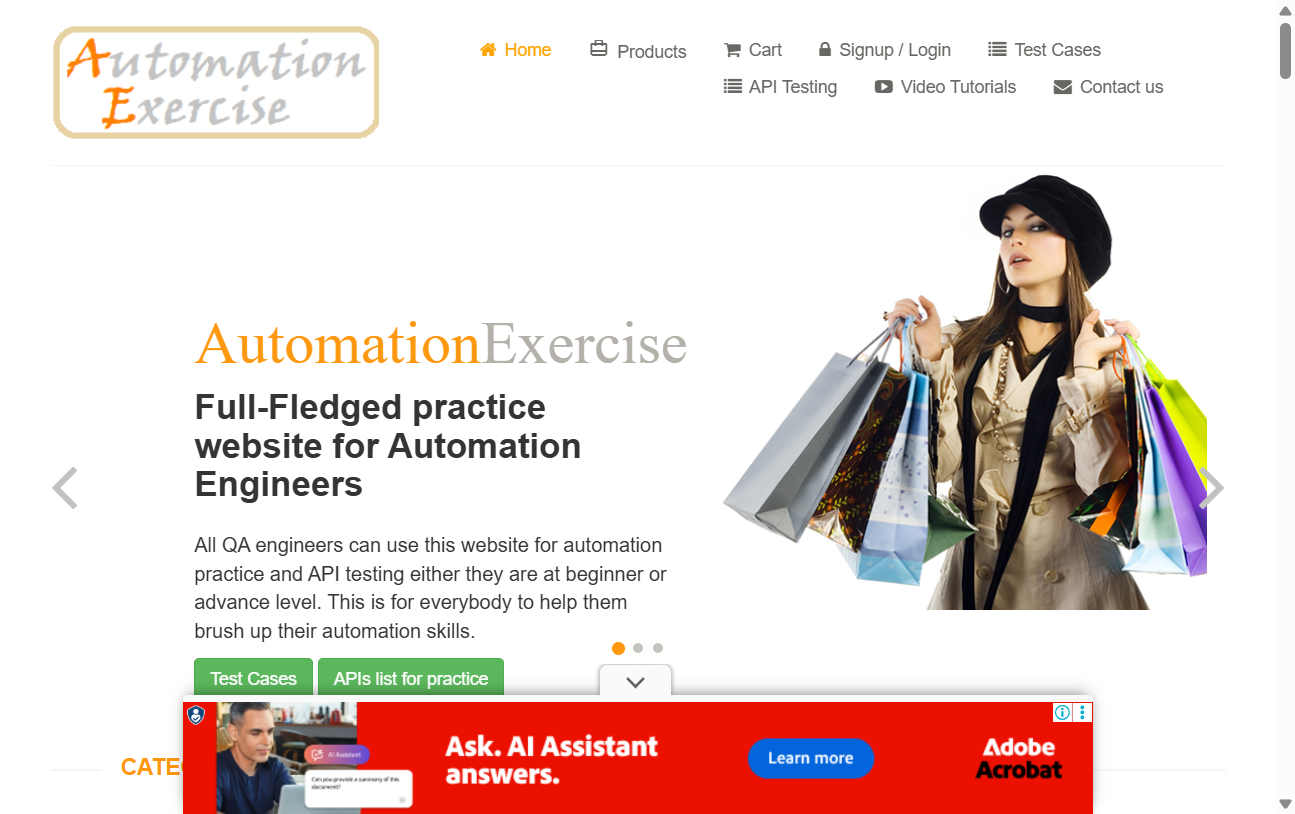 Automation
Exercise
Home
Products
Cart
Signup / Login
Test Cases
API Testing
Video Tutorials
Contact us
AutomationExercise
Full-Fledged practice
website for Automation
Engineers
All QA engineers can use this website for automation
practice and API testing either they are at beginner or
advance level. This is for everybody to help them
brush up their automation skills.
Test Cases
APIs list for practice
CATE
AI Assistant
Can you provide a summary of this
document?
Ask. AI Assistant
answers.
Learn more
Adobe
Acrobat